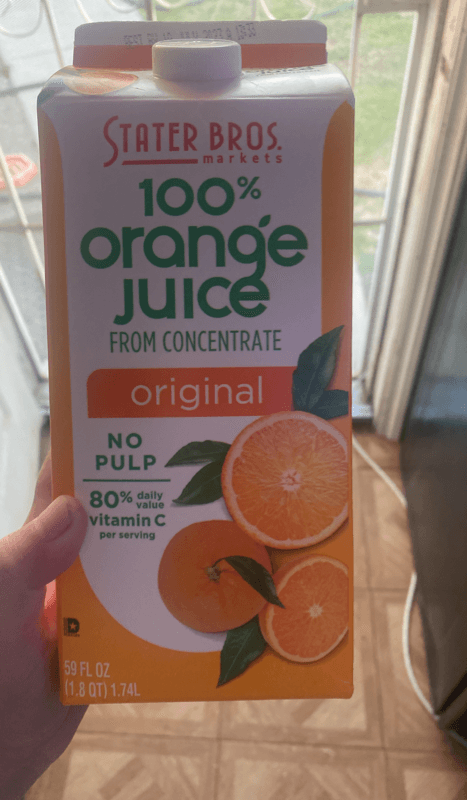 STATER BROS.
markets
100%
orange
juice
FROM CONCENTRATE
original
NO
PULP
80% daily
value
vitamin C
per serving
59 FL OZ
(1.8 QT) 1.74L